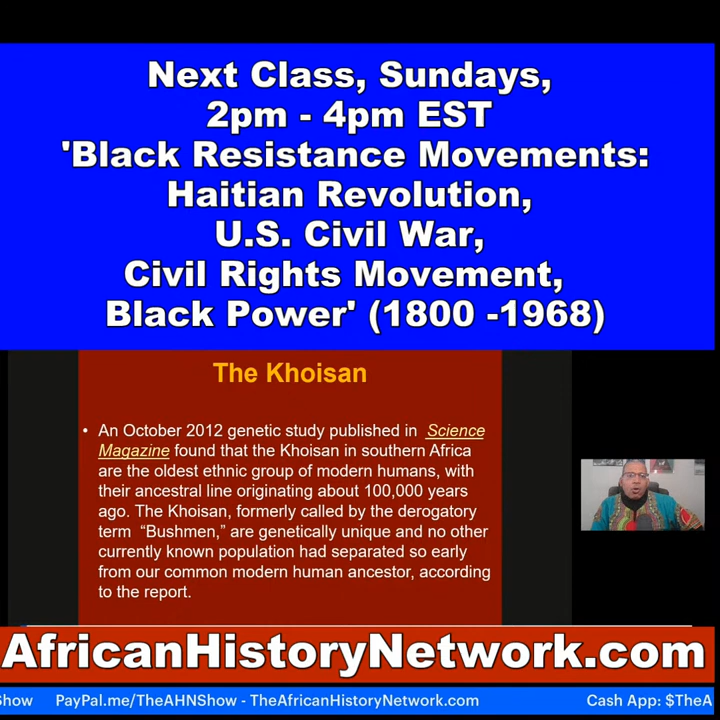 Next Class, Sundays,
2pm - 4pm EST
'Black Resistance Movements:
Haitian Revolution,
U.S. Civil War,
Civil Rights Movement,
Black Power' (1800 -1968)
The Khoisan
• An October 2012 genetic study published in Science
Magazine found that the Khoisan in southern Africa
are the oldest ethnic group of modern humans, with
their ancestral line originating about 100,000 years
ago. The Khoisan, formerly called by the derogatory
term “Bushmen,” are genetically unique and no other
currently known population had separated so early
from our common modern human ancestor, according
to the report.
AfricanHistoryNetwork.com
Show PayPal.me/TheAHNShow - TheAfricanHistoryNetwork.com Cash App: $TheA